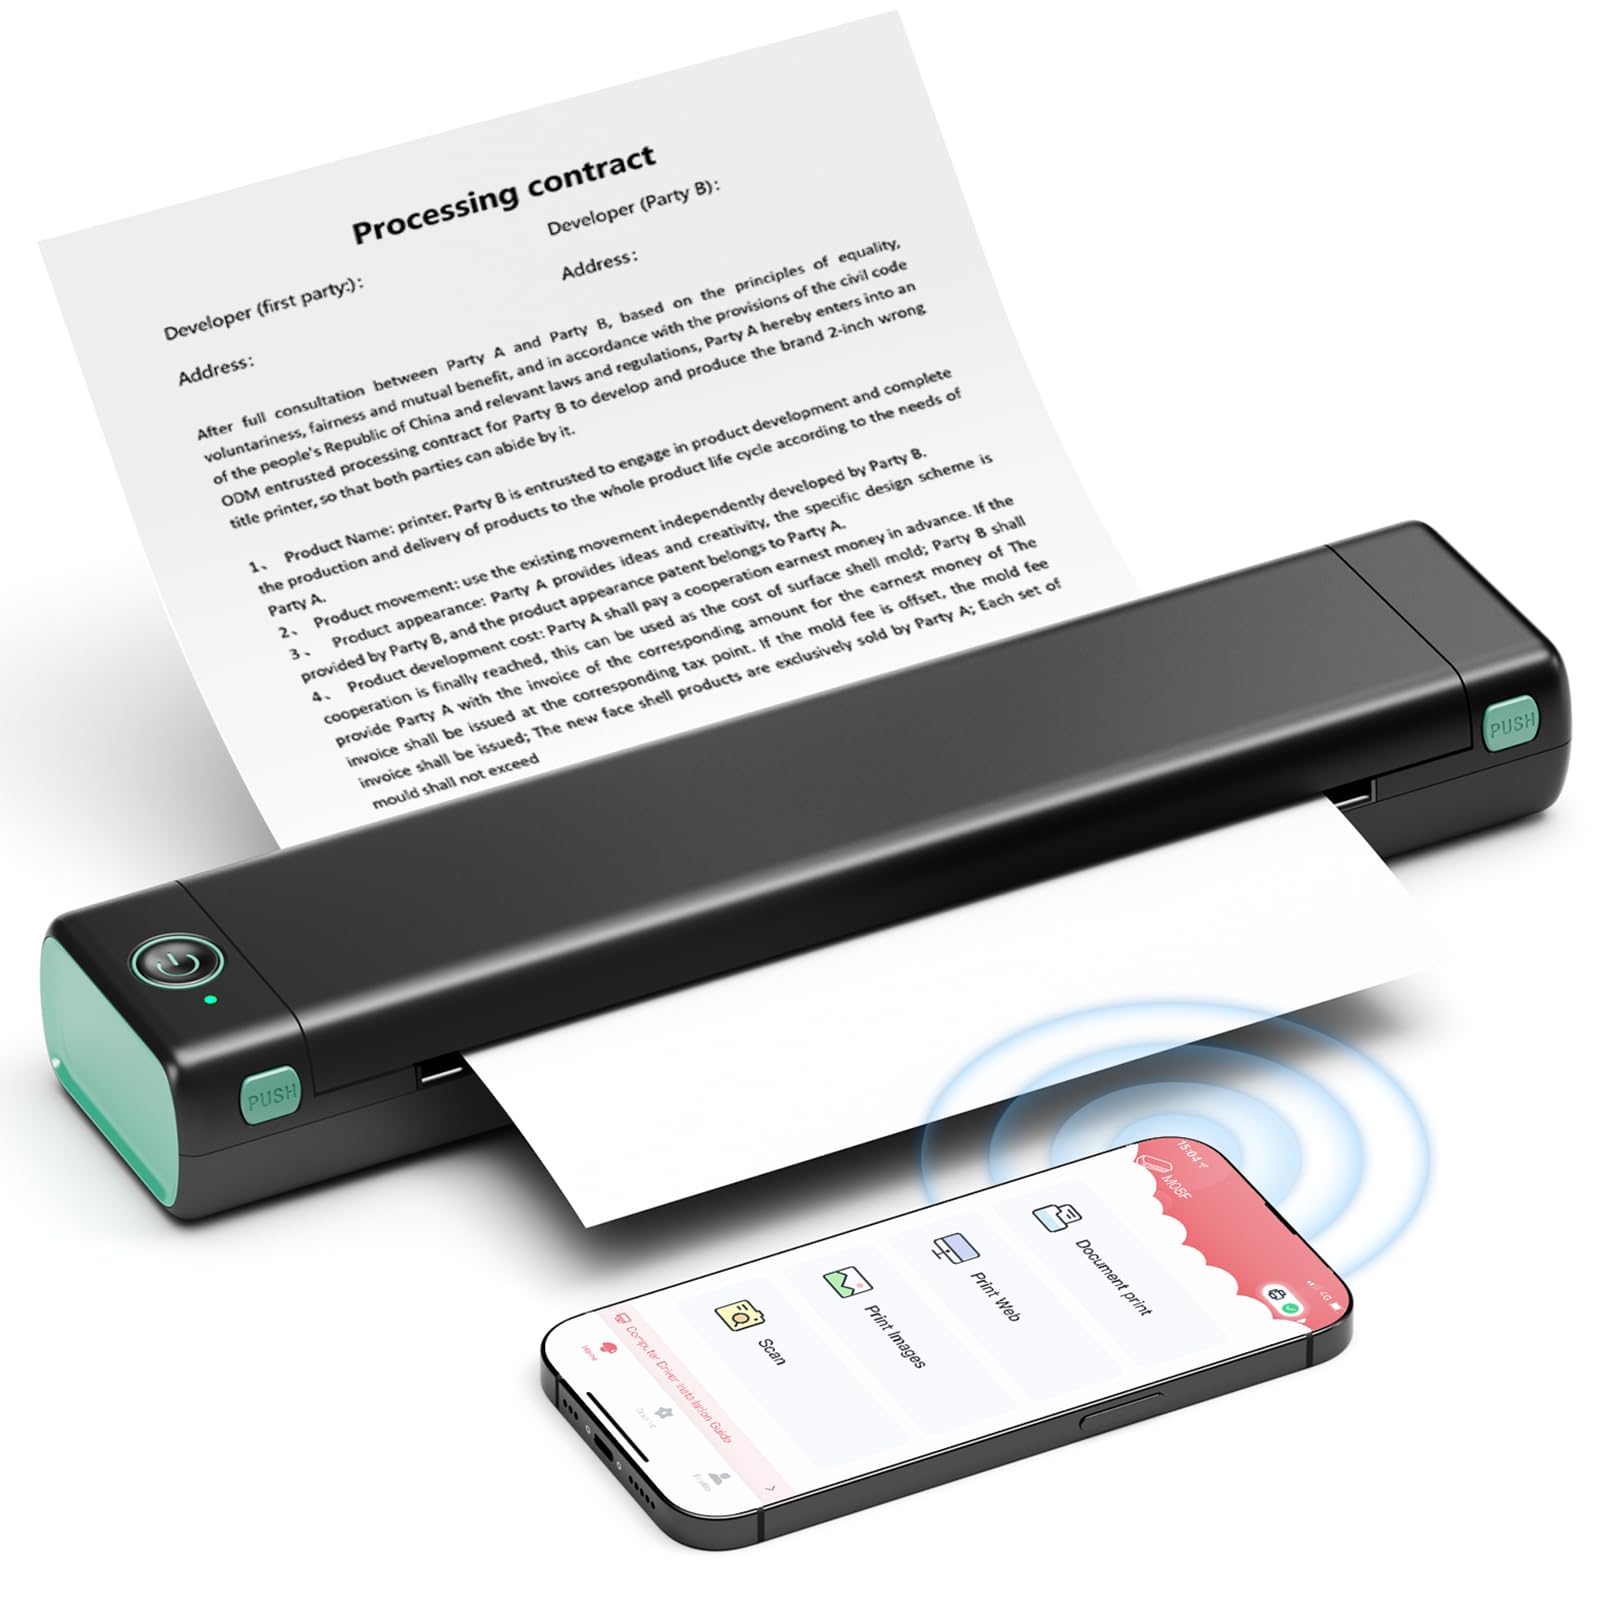 Processing contract
Developer (Party B):
Developer (first party:):
Address:
Address:
After full consultation between Party A and Party B, based on the principles of equality,
voluntariness, fairness and mutual benefit, and in accordance with the provisions of the civil code
of the people's Republic of China and relevant laws and regulations, Party A hereby enters into an
ODM entrusted processing contract for Party B to develop and produce the brand 2-inch wrong
title printer, so that both parties can abide by it.
1、 Product Name: printer. Party B is entrusted to engage in product development and complete
the production and delivery of products to the whole product life cycle according to the needs of
Party A.
2、 Product movement: use the existing movement independently developed by Party B.
3、 Product appearance: Party A provides ideas and creativity, the specific design scheme is
provided by Party B, and the product appearance patent belongs to Party A.
4、 Product development cost: Party A shall pay a cooperation earnest money in advance. If the
cooperation is finally reached, this can be used as the cost of surface shell mold; Party B shall
provide Party A with the invoice of the corresponding amount for the earnest money of The
invoice shall be issued at the corresponding tax point. If the mold fee is offset, the mold fee
invoice shall be issued; The new face shell products are exclusively sold by Party A; Each set of
mould shall not exceed
PUSH
PUSH
15:04
4G
M08F
Document print
Print Web
Print Images
Scan
Computer Driver Installation Guide
Home
Profile